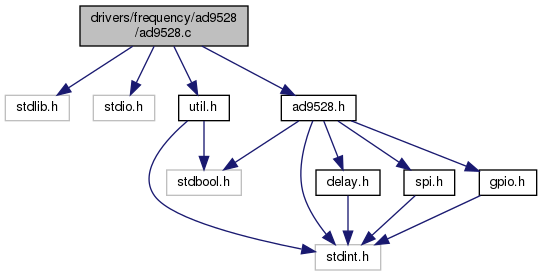 drivers/frequency/ad9528
/ad9528.c
stdlib.h
stdio.h
util.h
ad9528.h
stdbool.h
delay.h
spi.h
gpio.h
stdint.h